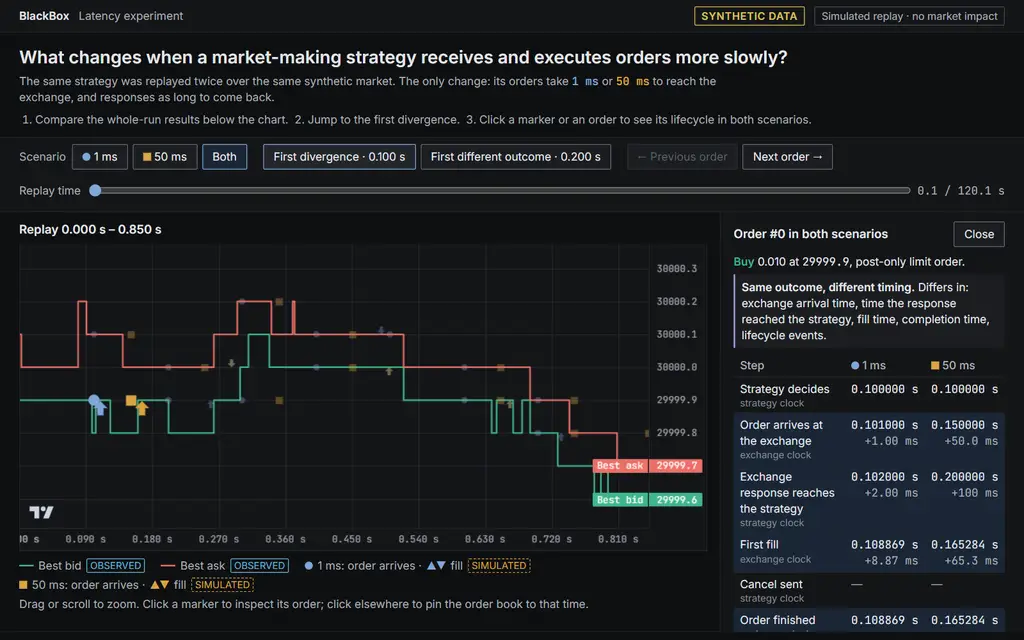 BlackBox Latency experiment
SYNTHETIC DATA
Simulated replay · no market impact
What changes when a market-making strategy receives and executes orders more slowly?
The same strategy was replayed twice over the same synthetic market. The only change: its orders take 1 ms or 50 ms to reach the
exchange, and responses as long to come back.
1. Compare the whole-run results below the chart. 2. Jump to the first divergence. 3. Click a marker or an order to see its lifecycle in both scenarios.
Scenario 1 ms 50 ms Both First divergence · 0.100 s First different outcome · 0.200 s ← Previous order Next order →
Replay time 0.1 / 120.1 s
Replay 0.000 s – 0.850 s
30000.3
30000.2
30000.1
30000.0
29999.9
29999.8
Best ask 29999.7
Best bid 29999.6
0 s 0.090 s 0.180 s 0.270 s 0.360 s 0.450 s 0.540 s 0.630 s 0.720 s 0.810 s
Best bid OBSERVED Best ask OBSERVED 1 ms: order arrives · ▲▼ fill SIMULATED
50 ms: order arrives · ▲▼ fill SIMULATED
Drag or scroll to zoom. Click a marker to inspect its order; click elsewhere to pin the order book to that time.
Order #0 in both scenarios
Close
Buy 0.010 at 29999.9, post-only limit order.
Same outcome, different timing. Differs in:
exchange arrival time, time the response
reached the strategy, fill time, completion time,
lifecycle events.
Step 1 ms 50 ms
Strategy decides 0.100000 s 0.100000 s
strategy clock
Order arrives at 0.101000 s 0.150000 s
the exchange +1.00 ms +50.0 ms
exchange clock
Exchange 0.102000 s 0.200000 s
response reaches +2.00 ms +100 ms
the strategy
strategy clock
First fill 0.108869 s 0.165284 s
exchange clock +8.87 ms +65.3 ms
Cancel sent — —
strategy clock
Order finished 0.108869 s 0.165284 s